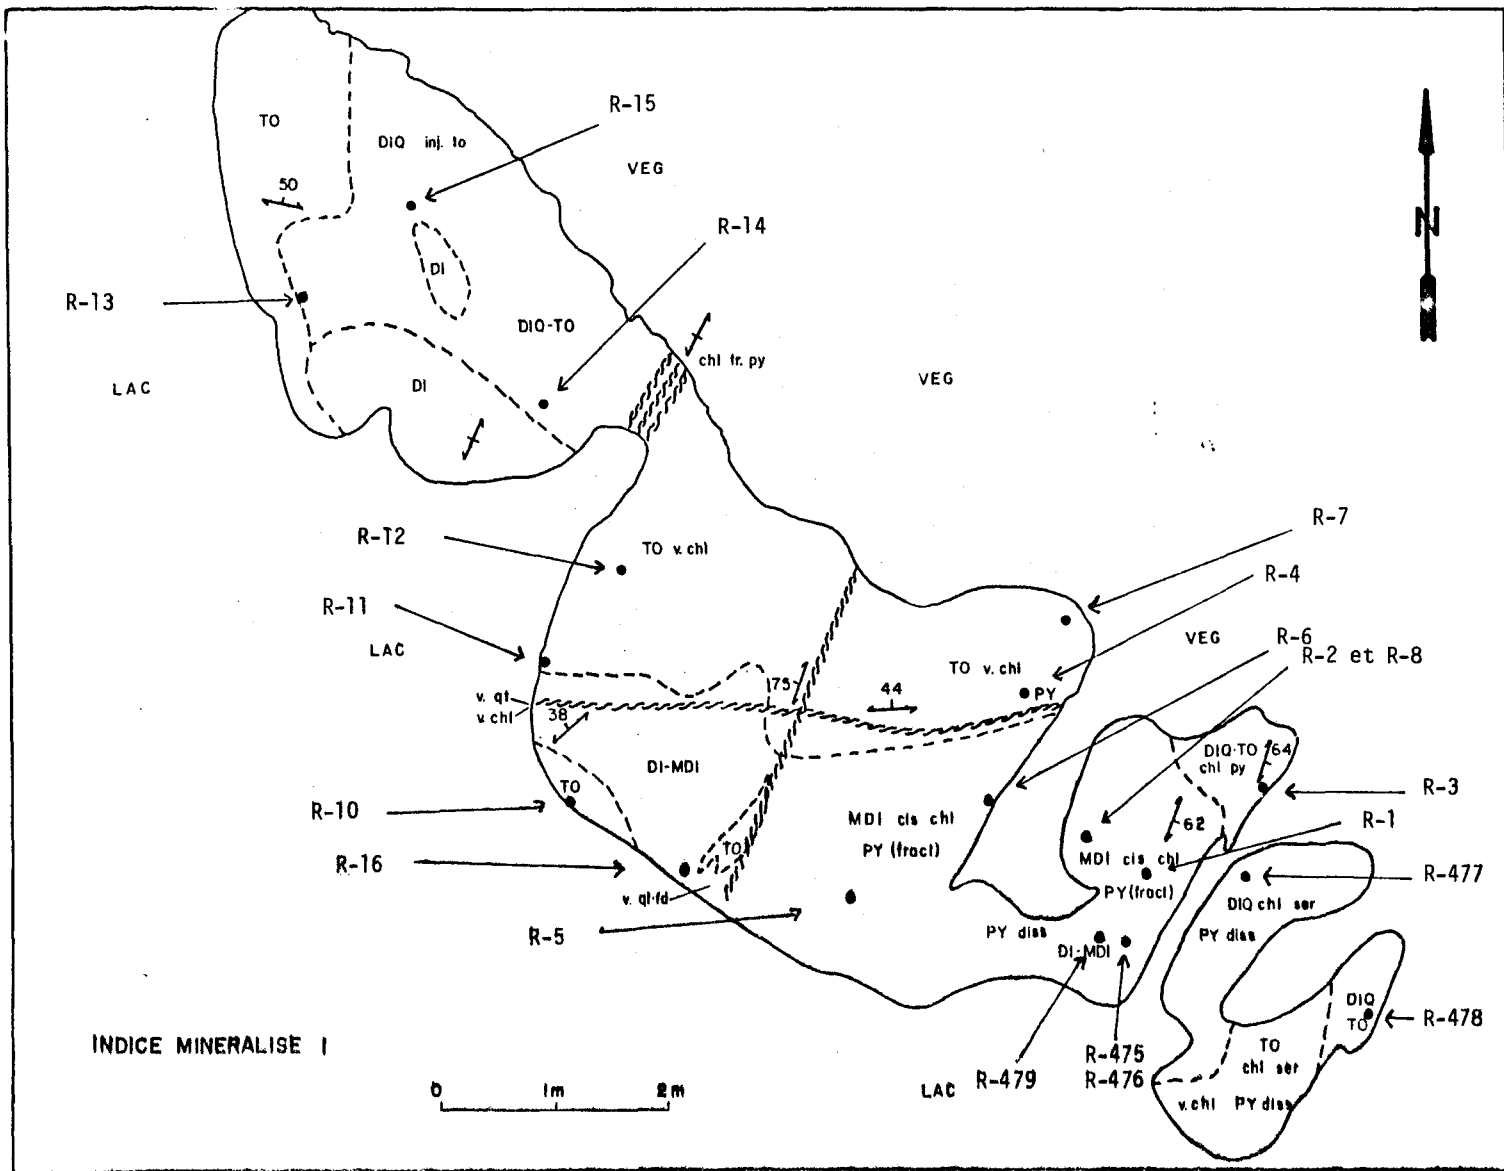 R-15
TO
DIQ inj. to
VEG
50
R-14
N
DI
R-13
DIQ-TO
chl fr. py
LAC
DI
VEG
R-7
R-T2
TO v. chl
R-4
R-11
R-6
VEG
LAC
R-2 et R-8
TO v. chl
75
44
PY
v. qt
v. chl
38
DIQ-TO
64
chl py
DI-MDI
TO
R-3
R-10
MDI cis chl
62
R-1
PY (fract)
TO
MDI cis chl
R-16
PY (fract)
R-477
v. qt-fd
DIQ chl ser
R-5
PY diss
PY diss
DI-MDI
DIQ
TO
R-478
INDICE MINERALISE I
R-475
TO
chl ser
R-479
R-476
LAC
v. chl PY diss
0 1m 2m